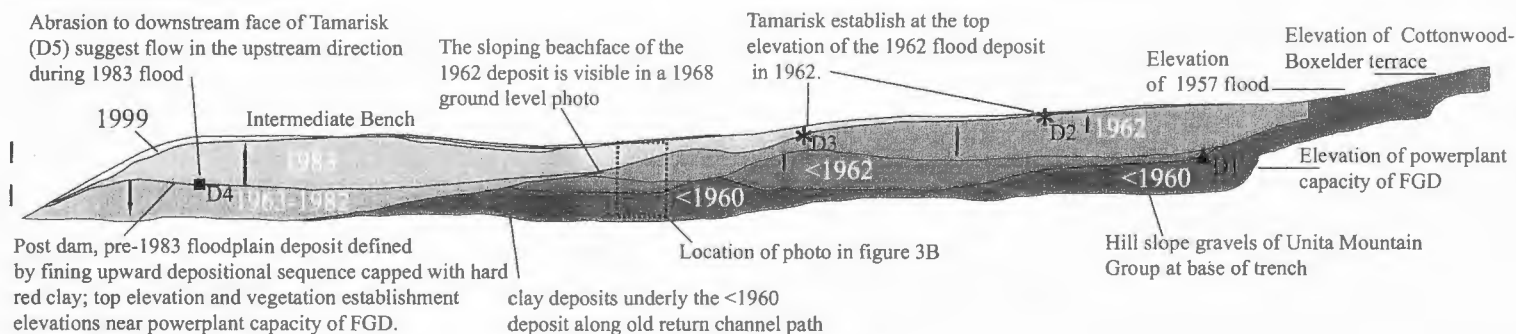 Abrasion to downstream face of Tamarisk
(D5) suggest flow in the upstream direction
during 1983 flood
The sloping beachface of the
1962 deposit is visible in a 1968
ground level photo
Tamarisk establish at the top
elevation of the 1962 flood deposit
in 1962.
Elevation
of 1957 flood
Elevation of Cottonwood-
Boxelder terrace
1999
Intermediate Bench
1983
D4
1963-1982
<1960
D3
<1962
D2
1962
D1
<1960
Elevation of powerplant
capacity of FGD
Post dam, pre-1983 floodplain deposit defined
by fining upward depositional sequence capped with hard
red clay; top elevation and vegetation establishment
elevations near powerplant capacity of FGD.
clay deposits underly the <1960
deposit along old return channel path
Location of photo in figure 3B
Hill slope gravels of Unita Mountain
Group at base of trench